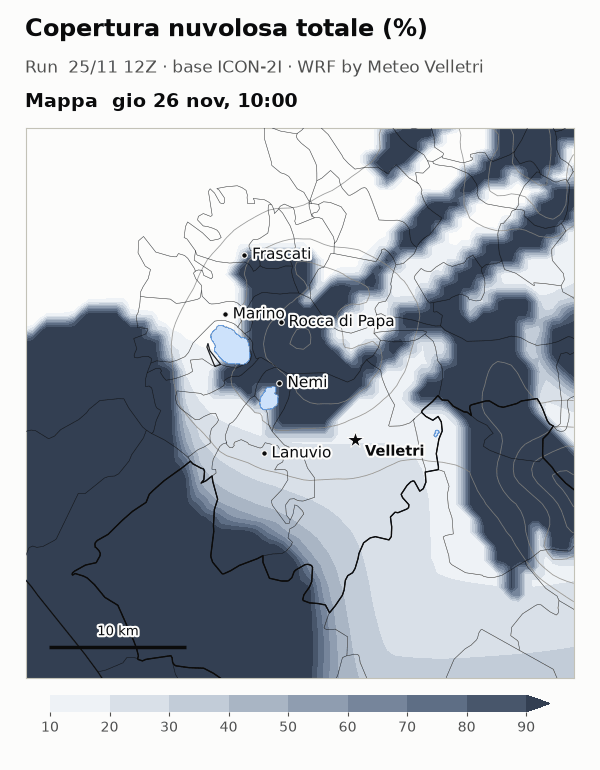 Copertura nuvolosa totale (%)
Run  25/11 12Z · base ICON-2I · WRF by Meteo Velletri
Mappa  gio 26 nov, 10:00
Frascati
Marino
Rocca di Papa
Nemi
Velletri
Lanuvio
10 km
10 20 30 40 50 60 70 80 90